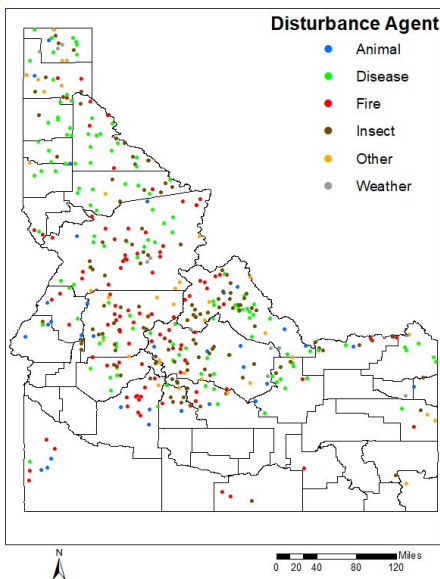 Disturbance Agent
Animal
Disease
Fire
Insect
Other
Weather
N
Miles
0 20 40 80 120